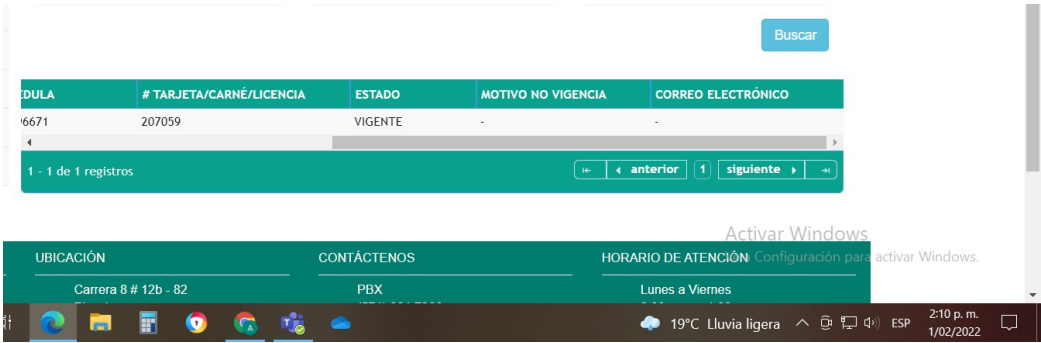 Buscar
EDULA # TARJETA/CARNÉ/LICENCIA ESTADO MOTIVO NO VIGENCIA CORREO ELECTRÓNICO
96671 207059 VIGENTE - -
1 - 1 de 1 registros anterior 1 siguiente
Activar Windows
Configuración para activar Windows.
UBICACIÓN CONTÁCTENOS HORARIO DE ATENCIÓN
Carrera 8 # 12b - 82 PBX Lunes a Viernes
19°C Lluvia ligera ESP 2:10 p. m.
1/02/2022